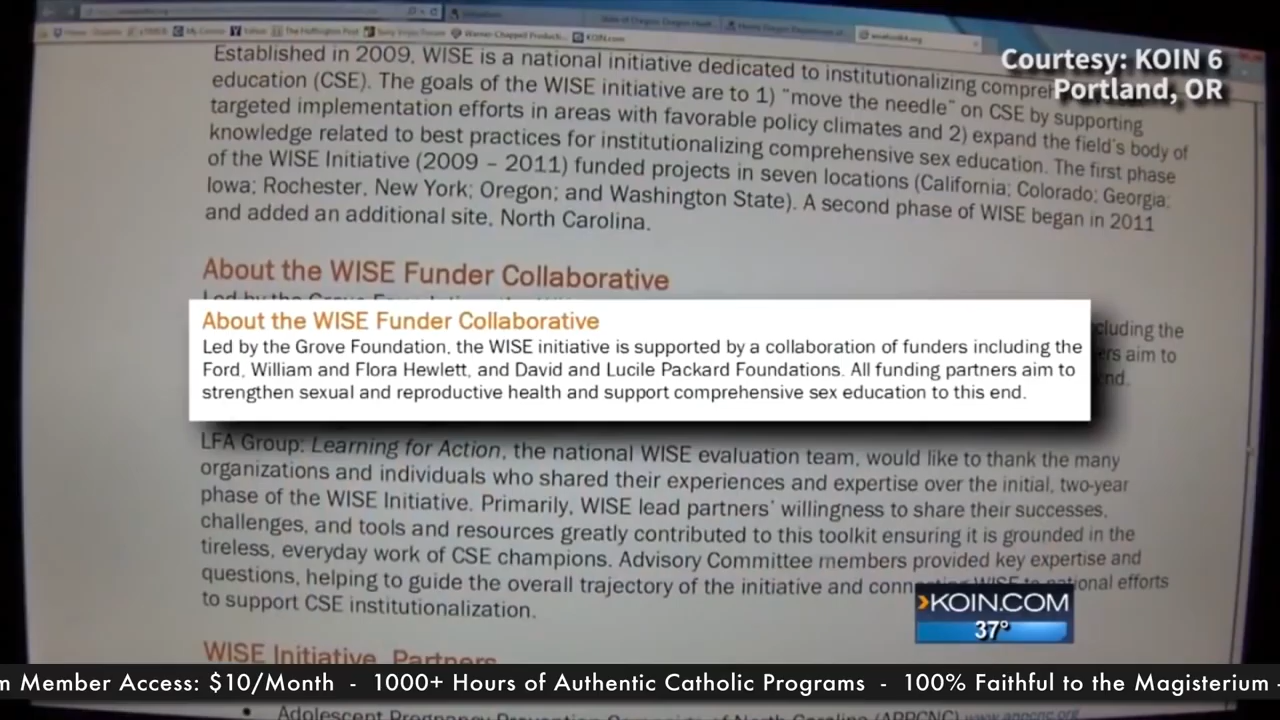 The Huffington Post
KOIN.com
Courtesy: KOIN 6
Portland, OR
Established in 2009, WISE is a national initiative dedicated to institutionalizing
education (CSE). The goals of the WISE initiative are to 1) "move the needle" on CSE by supporting
targeted implementation efforts in areas with favorable policy climates and 2) expand the field's body of
knowledge related to best practices for institutionalizing comprehensive sex education. The first phase
of the WISE Initiative (2009 – 2011) funded projects in seven locations (California; Colorado; Georgia;
Iowa; Rochester, New York; Oregon; and Washington State). A second phase of WISE began in 2011
and added an additional site, North Carolina.
About the WISE Funder Collaborative
About the WISE Funder Collaborative
Led by the Grove Foundation, the WISE initiative is supported by a collaboration of funders including the
Ford, William and Flora Hewlett, and David and Lucile Packard Foundations. All funding partners aim to
strengthen sexual and reproductive health and support comprehensive sex education to this end.
the
aim to
LFA Group: Learning for Action, the national WISE evaluation team, would like to thank the many
organizations and individuals who shared their experiences and expertise over the initial, two-year
phase of the WISE Initiative. Primarily, WISE lead partners' willingness to share their successes,
challenges, and tools and resources greatly contributed to this toolkit ensuring it is grounded in the
tireless, everyday work of CSE champions. Advisory Committee members provided key expertise and
questions, helping to guide the overall trajectory of the initiative and efforts
to support CSE institutionalization.
KOIN.COM
37°
WISE Initiative Partners
Member Access: $10/Month - 1000+ Hours of Authentic Catholic Programs - 100% Faithful to the Magisterium -